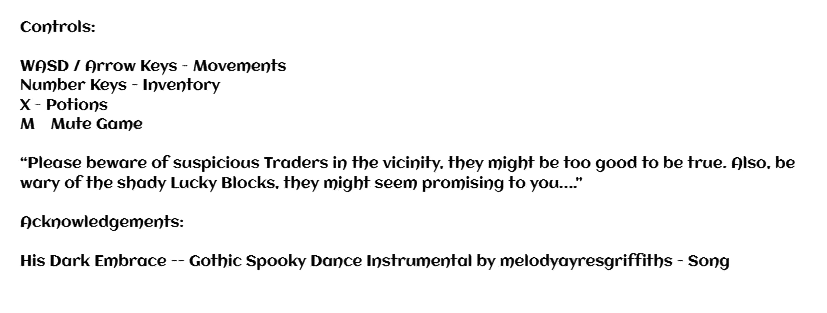 Controls:
WASD / Arrow Keys - Movements
Number Keys - Inventory
X - Potions
M   Mute Game
“Please beware of suspicious Traders in the vicinity, they might be too good to be true. Also, be
wary of the shady Lucky Blocks, they might seem promising to you....”
Acknowledgements:
His Dark Embrace -- Gothic Spooky Dance Instrumental by melodyayresgriffiths - Song